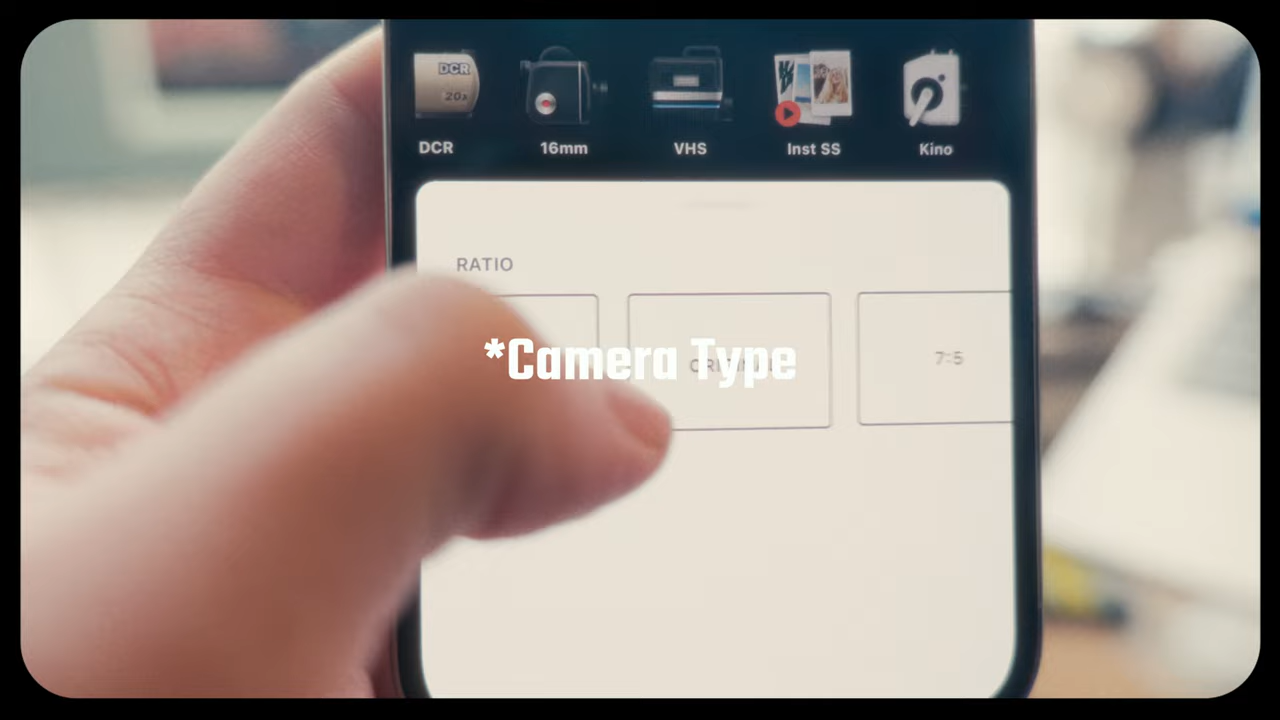 DCR
20x
DCR
16mm
VHS
Inst SS
Kino
RATIO
*Camera Type
7:5